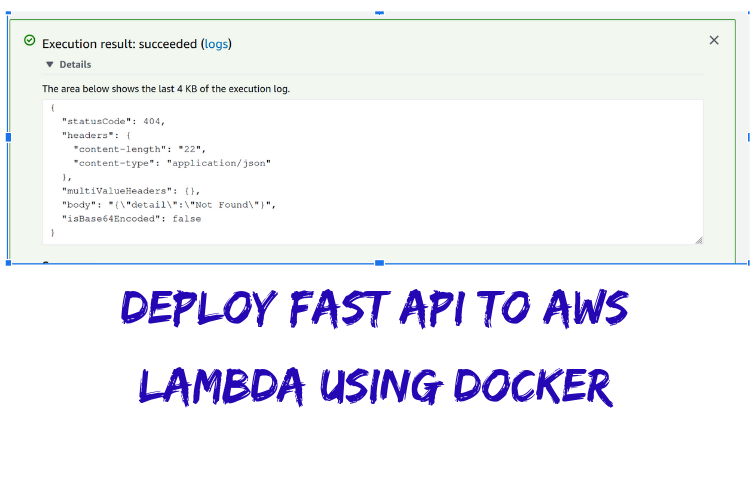 Execution result: succeeded (logs)
Details
The area below shows the last 4 KB of the execution log.
{
  "statusCode": 404,
  "headers": {
    "content-length": "22",
    "content-type": "application/json"
  },
  "multiValueHeaders": {},
  "body": "{\"detail\":\"Not Found\"}",
  "isBase64Encoded": false
}
DEPLOY FAST API TO AWS
LAMBDA USING DOCKER